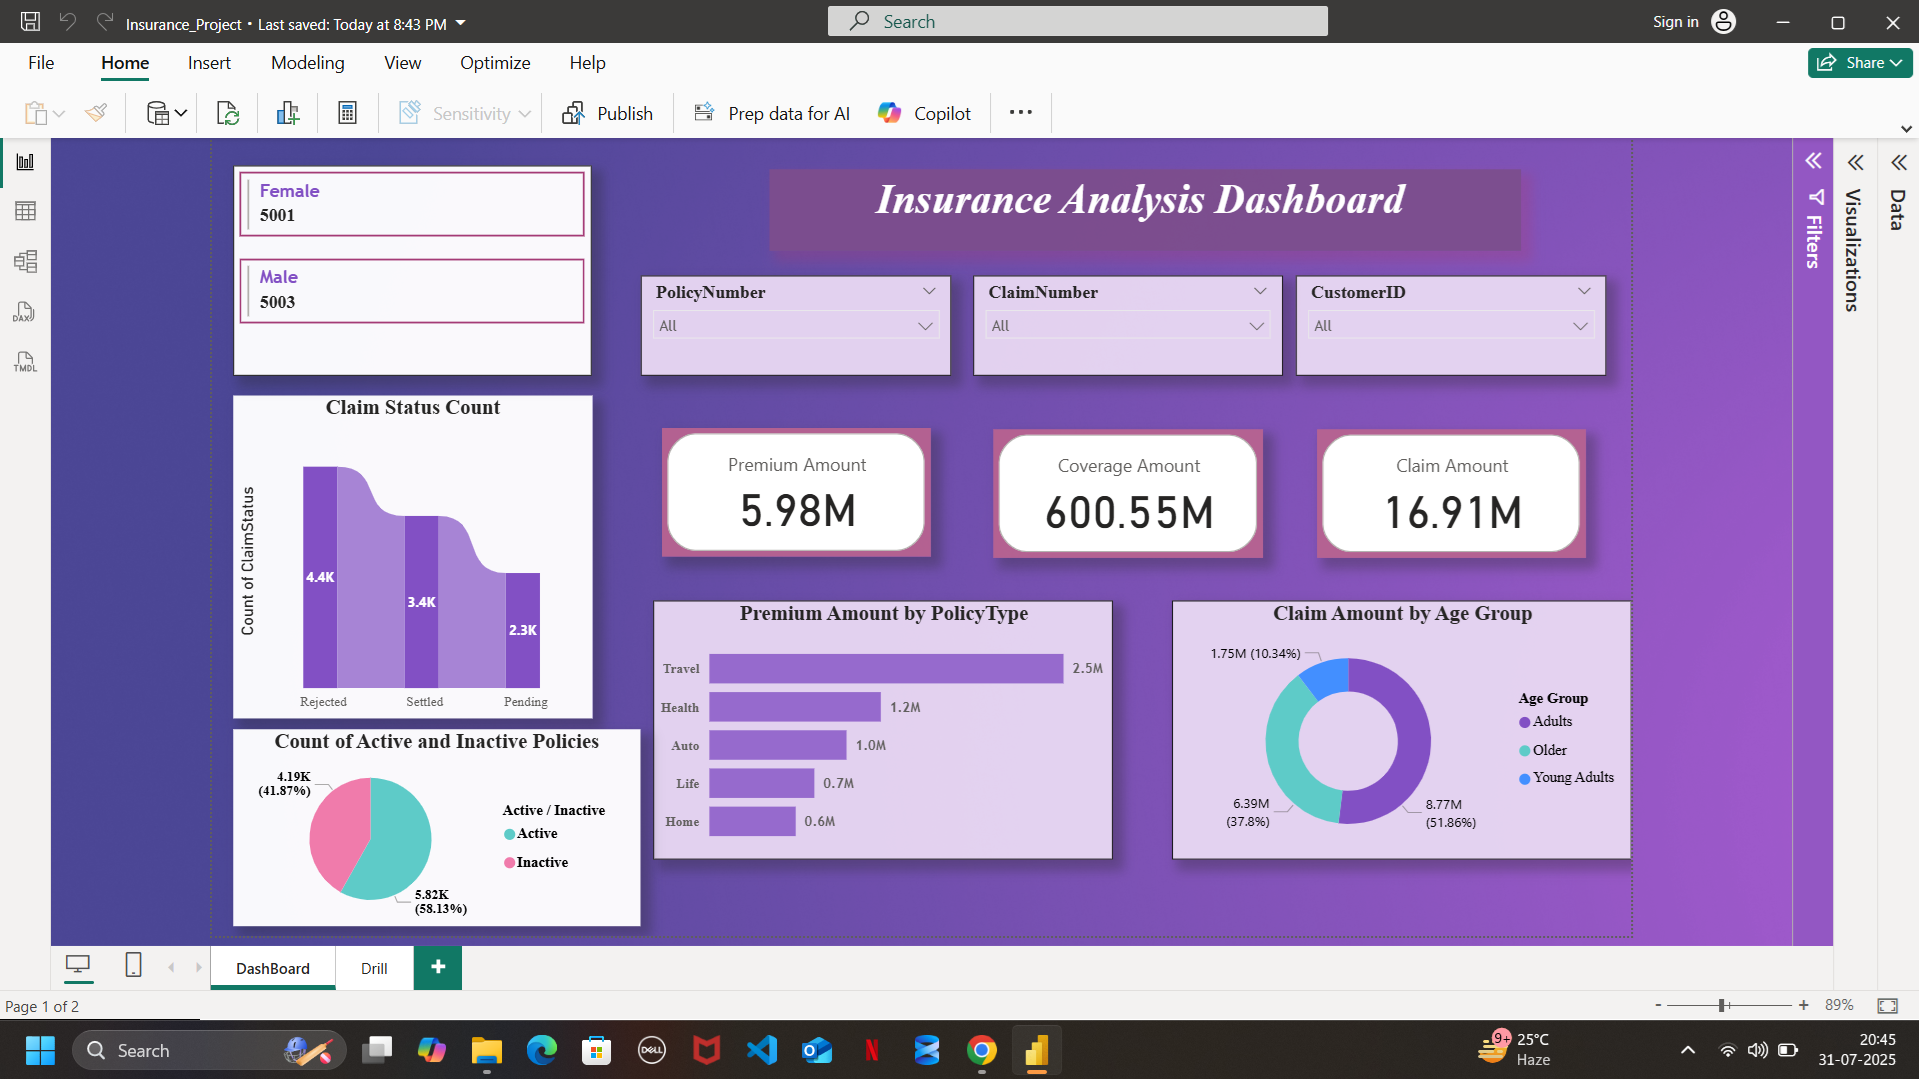 Insurance_Project • Last saved: Today at 8:43 PM
Search
Sign in
File Home Insert Modeling View Optimize Help
Share
Sensitivity
Publish
Prep data for AI
Copilot
DAX
TMDL
Female
5001
Male
5003
Insurance Analysis Dashboard
PolicyNumber
All
ClaimNumber
All
CustomerID
All
Filters
Visualizations
Data
Claim Status Count
Count of ClaimStatus
4.4K
3.4K
2.3K
Rejected Settled Pending
Premium Amount
5.98M
Coverage Amount
600.55M
Claim Amount
16.91M
Count of Active and Inactive Policies
4.19K
(41.87%)
5.82K
(58.13%)
Active / Inactive
Active
Inactive
Premium Amount by PolicyType
Travel 2.5M
Health 1.2M
Auto 1.0M
Life 0.7M
Home 0.6M
Claim Amount by Age Group
1.75M (10.34%)
6.39M
(37.8%)
8.77M
(51.86%)
Age Group
Adults
Older
Young Adults
DashBoard
Drill
+
Page 1 of 2
- + 89%
Search
DELL
N
9+
25°C
Haze
20:45
31-07-2025